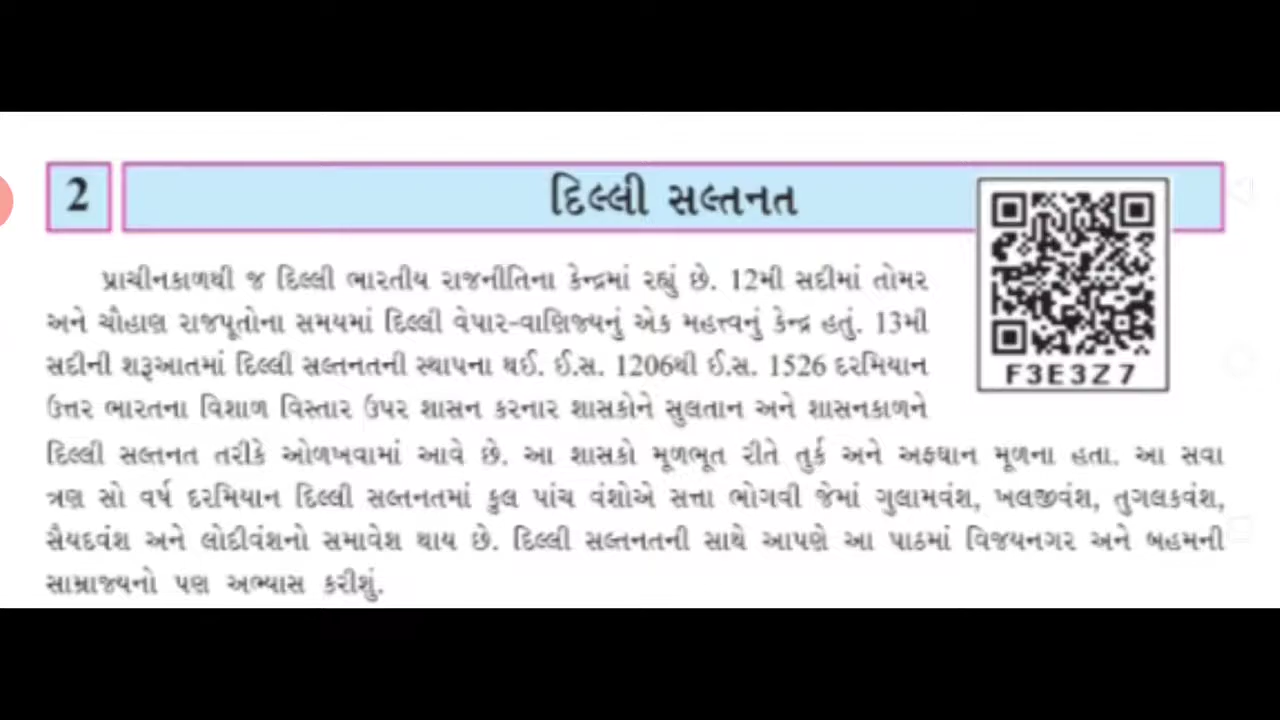 2
દિલ્લી સલ્તનત
પ્રાચીનકાળથી જ દિલ્લી ભારતીય રાજનીતિના કેન્દ્રમાં રહ્યું છે. 12મી સદીમાં તોમર
અને ચૌહાણ રાજપૂતોના સમયમાં દિલ્લી વેપાર-વાણિજ્યનું એક મહત્ત્વનું કેન્દ્ર હતું. 13મી
સદીની શરૂઆતમાં દિલ્લી સલ્તનતની સ્થાપના થઈ. ઈ.સ. 1206થી ઈ.સ. 1526 દરમિયાન
ઉત્તર ભારતના વિશાળ વિસ્તાર ઉપર શાસન કરનાર શાસકોને સુલતાન અને શાસનકાળને
દિલ્લી સલ્તનત તરીકે ઓળખવામાં આવે છે. આ શાસકો મૂળભૂત રીતે તુર્ક અને અફઘાન મૂળના હતા. આ સવા
ત્રણ સો વર્ષ દરમિયાન દિલ્લી સલ્તનતમાં કુલ પાંચ વંશોએ સત્તા ભોગવી જેમાં ગુલામવંશ, ખલજીવંશ, તુગલકવંશ,
સૈયદવંશ અને લોદીવંશનો સમાવેશ થાય છે. દિલ્લી સલ્તનતની સાથે આપણે આ પાઠમાં વિજયનગર અને બહમની
સામ્રાજ્યનો પણ અભ્યાસ કરીશું.
F3E3Z7